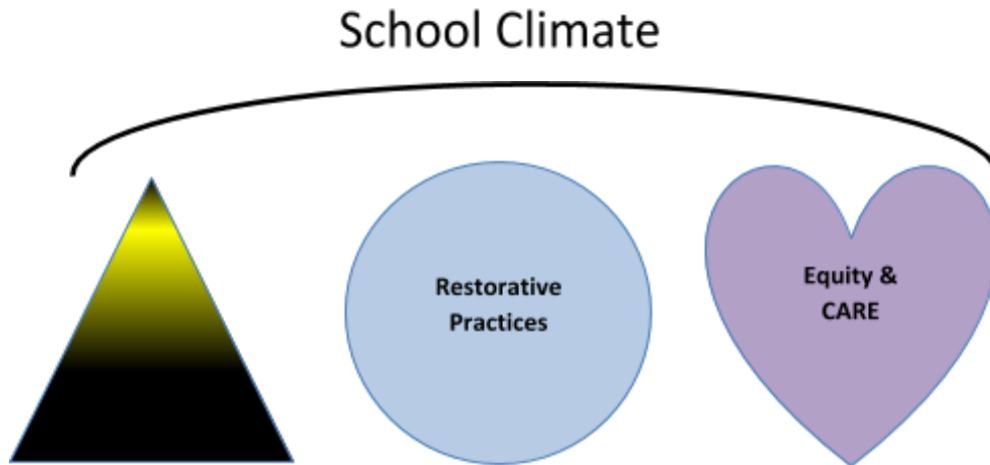 School Climate
Restorative
Practices
Equity &
CARE